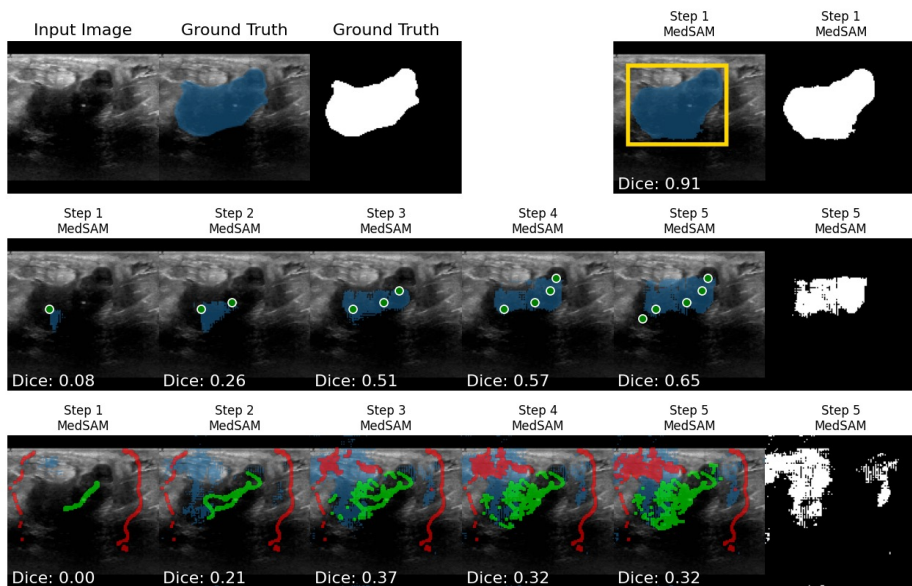 Input Image
Ground Truth
Ground Truth
Step 1
MedSAM
Step 1
MedSAM
Dice: 0.91
Step 1
MedSAM
Step 2
MedSAM
Step 3
MedSAM
Step 4
MedSAM
Step 5
MedSAM
Step 5
MedSAM
Dice: 0.08
Dice: 0.26
Dice: 0.51
Dice: 0.57
Dice: 0.65
Step 1
MedSAM
Step 2
MedSAM
Step 3
MedSAM
Step 4
MedSAM
Step 5
MedSAM
Step 5
MedSAM
Dice: 0.00
Dice: 0.21
Dice: 0.37
Dice: 0.32
Dice: 0.32